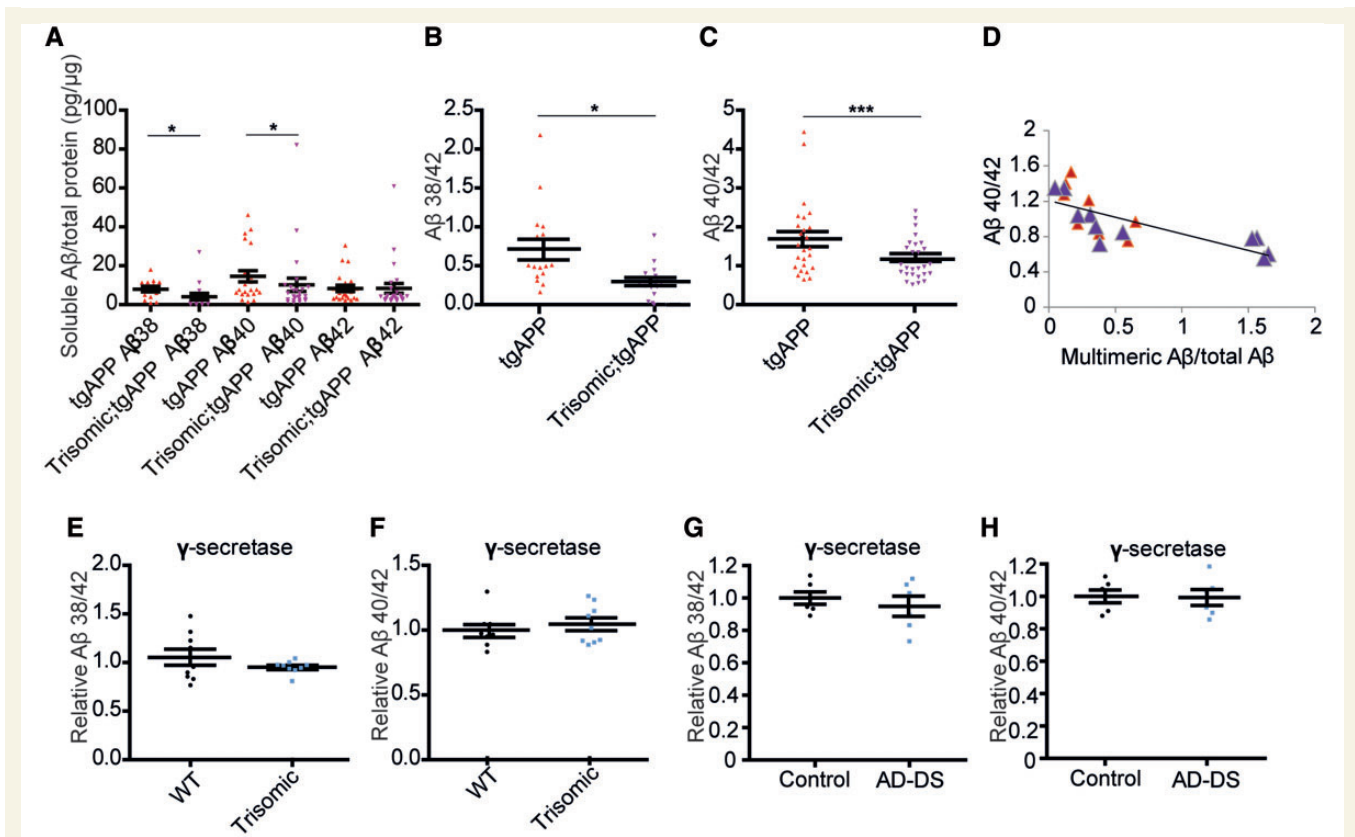 A
Soluble Aβ/total protein (pg/μg)
100
80
60
40
20
0
*
*
tgAPP Aβ38
Trisomic;tgAPP Aβ38
tgAPP Aβ40
Trisomic;tgAPP Aβ40
tgAPP Aβ42
Trisomic;tgAPP Aβ42
B
Aβ 38/42
2.5
2.0
1.5
1.0
0.5
0.0
*
tgAPP
Trisomic;tgAPP
C
Aβ 40/42
5
4
3
2
1
0
***
tgAPP
Trisomic;tgAPP
D
Aβ 40/42
2
1.6
1.2
0.8
0.4
0
0
0.5
1
1.5
2
Multimeric Aβ/total Aβ
E
γ-secretase
Relative Aβ 38/42
2.0
1.5
1.0
0.5
0.0
WT
Trisomic
F
γ-secretase
Relative Aβ 40/42
1.5
1.0
0.5
0.0
WT
Trisomic
G
γ-secretase
Relative Aβ 38/42
1.2
1
0.8
0.6
0.4
0.2
0
Control
AD-DS
H
γ-secretase
Relative Aβ 40/42
1.2
1
0.8
0.6
0.4
0.2
0
Control
AD-DS